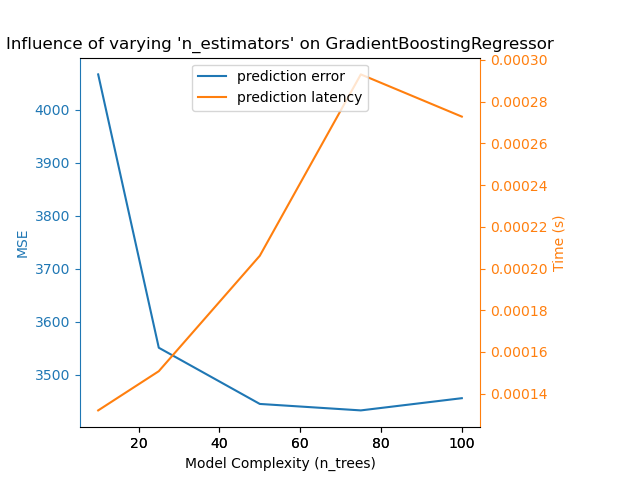 Influence of varying 'n_estimators' on GradientBoostingRegressor
prediction error
prediction latency
MSE
4000
3900
3800
3700
3600
3500
Time (s)
0.00030
0.00028
0.00026
0.00024
0.00022
0.00020
0.00018
0.00016
0.00014
20 40 60 80 100
Model Complexity (n_trees)